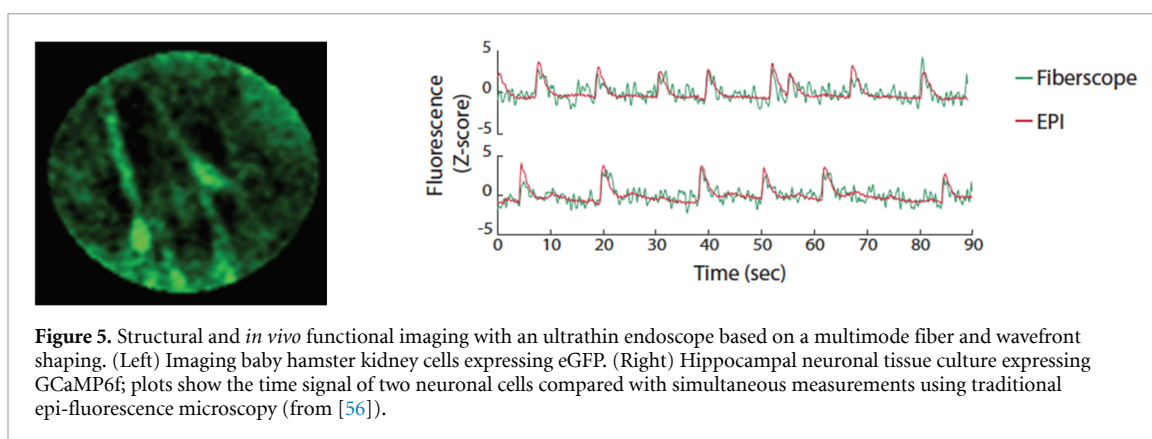 5
0
-5
5
0
-5
0 10 20 30 40 50 60 70 80 90
Fluorescence
(Z-score)
Time (sec)
Fiberscope
EPI
Figure 5. Structural and in vivo functional imaging with an ultrathin endoscope based on a multimode fiber and wavefront
shaping. (Left) Imaging baby hamster kidney cells expressing eGFP. (Right) Hippocampal neuronal tissue culture expressing
GCaMP6f; plots show the time signal of two neuronal cells compared with simultaneous measurements using traditional
epi-fluorescence microscopy (from [56]).